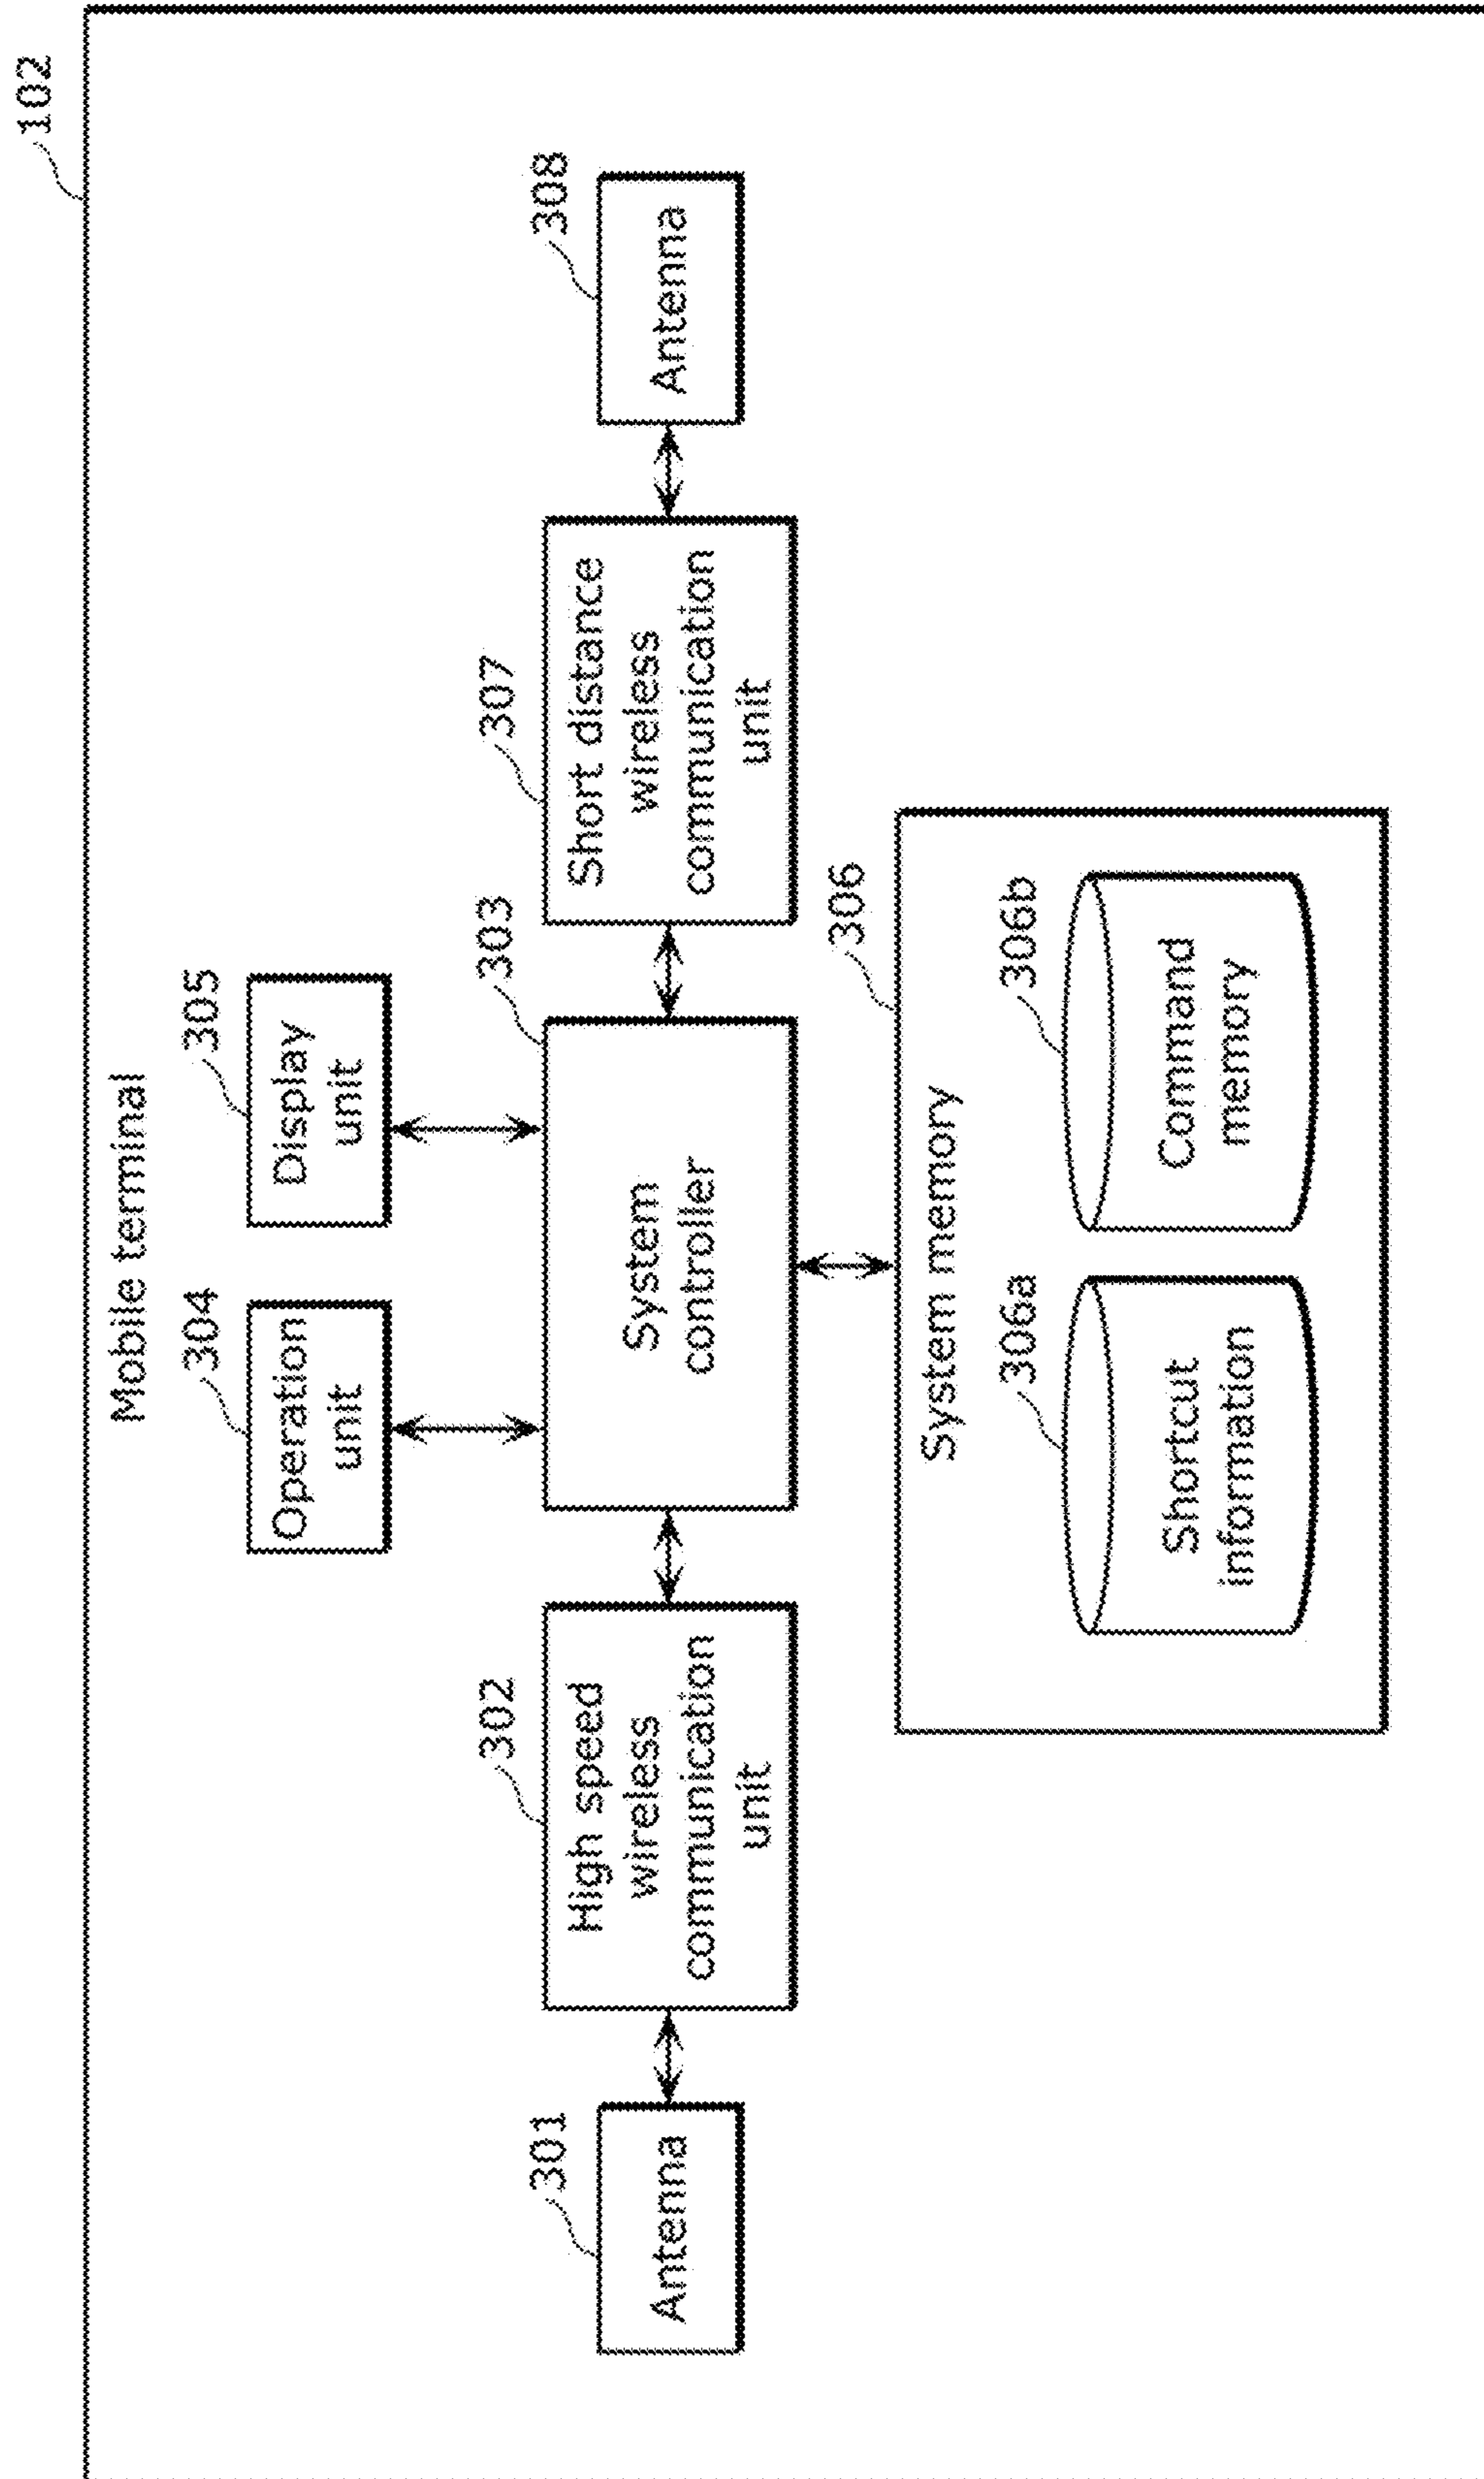 102
Mobile terminal
304
Operation
unit
305
Display
unit
301
Antenna
302
High speed
wireless
communication
unit
303
System
controller
307
Short distance
wireless
communication
unit
308
Antenna
306
System memory
306a
Shortcut
information
306b
Command
memory